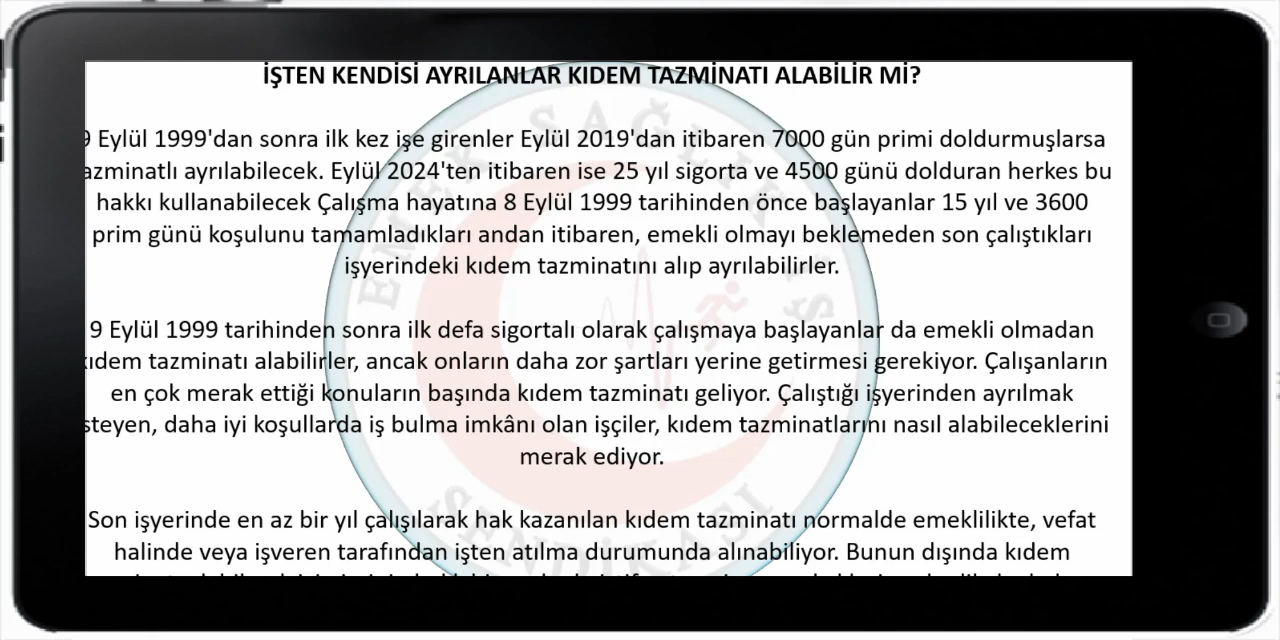 İŞTEN KENDİSİ AYRILANLAR KIDEM TAZMİNATI ALABİLİR Mİ?
9 Eylül 1999'dan sonra ilk kez işe girenler Eylül 2019'dan itibaren 7000 gün primi doldurmuşlarsa
azminatlı ayrılabilecek. Eylül 2024'ten itibaren ise 25 yıl sigorta ve 4500 günü dolduran herkes bu
hakkı kullanabilecek Çalışma hayatına 8 Eylül 1999 tarihinden önce başlayanlar 15 yıl ve 3600
prim günü koşulunu tamamladıkları andan itibaren, emekli olmayı beklemeden son çalıştıkları
işyerindeki kıdem tazminatını alıp ayrılabilirler.
9 Eylül 1999 tarihinden sonra ilk defa sigortalı olarak çalışmaya başlayanlar da emekli olmadan
kıdem tazminatı alabilirler, ancak onların daha zor şartları yerine getirmesi gerekiyor. Çalışanların
en çok merak ettiği konuların başında kıdem tazminatı geliyor. Çalıştığı işyerinden ayrılmak
steyen, daha iyi koşullarda iş bulma imkânı olan işçiler, kıdem tazminatlarını nasıl alabileceklerini
merak ediyor.
Son işyerinde en az bir yıl çalışılarak hak kazanılan kıdem tazminatı normalde emeklilikte, vefat
halinde veya işveren tarafından işten atılma durumunda alınabiliyor. Bunun dışında kıdem
EMEK SAĞLIK İŞ
SENDİKASI